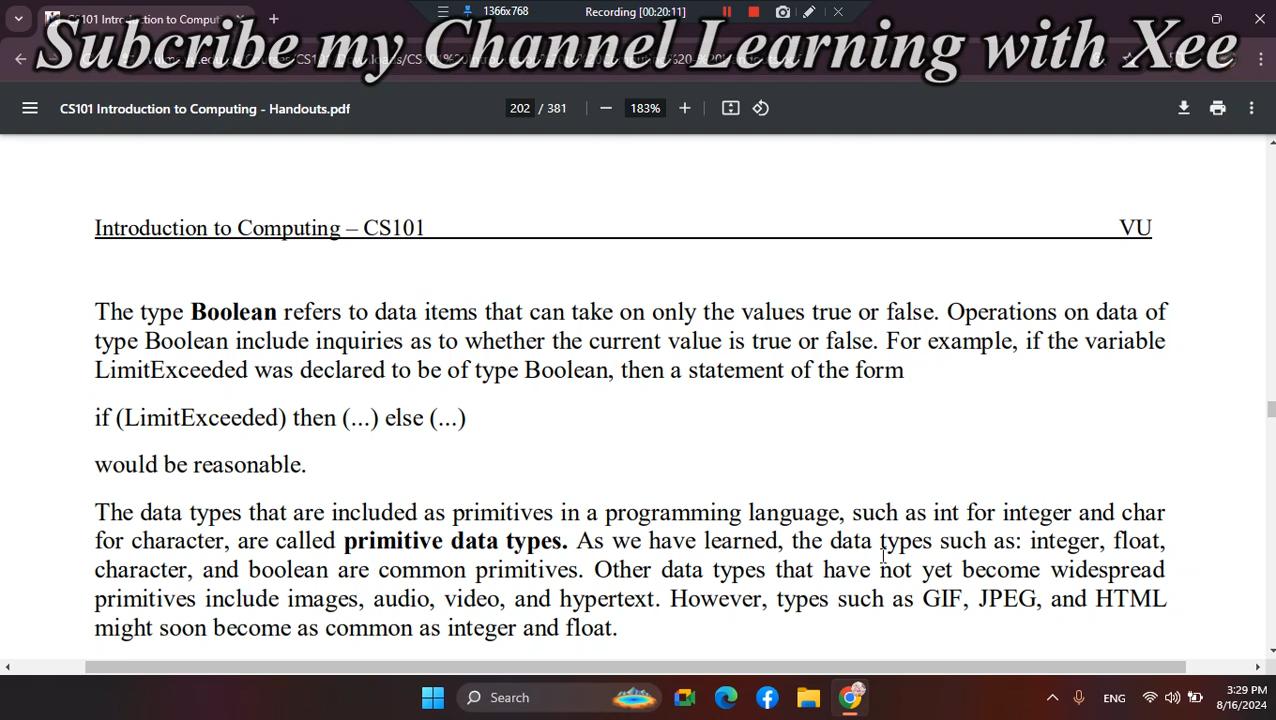 CS101 Introduction to Comput
1366x768
Recording [00:20:11]
Subcribe my Channel Learning with Xee
CS101 Introduction to Computing - Handouts.pdf
202 / 381
183%
Introduction to Computing – CS101 VU
The type Boolean refers to data items that can take on only the values true or false. Operations on data of
type Boolean include inquiries as to whether the current value is true or false. For example, if the variable
LimitExceeded was declared to be of type Boolean, then a statement of the form
if (LimitExceeded) then (...) else (...)
would be reasonable.
The data types that are included as primitives in a programming language, such as int for integer and char
for character, are called primitive data types. As we have learned, the data types such as: integer, float,
character, and boolean are common primitives. Other data types that have not yet become widespread
primitives include images, audio, video, and hypertext. However, types such as GIF, JPEG, and HTML
might soon become as common as integer and float.
Search
ENG
3:29 PM
8/16/2024